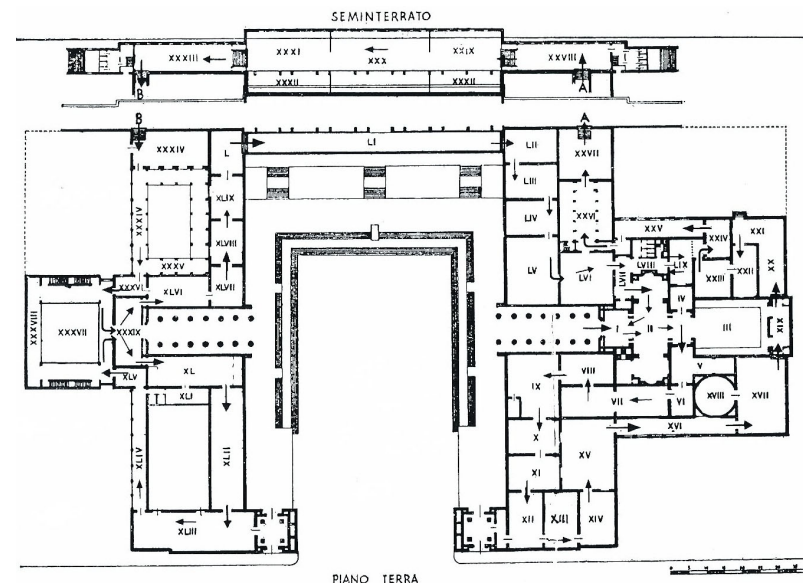 SEMINTERRATO
XXXIII XXXI XXX XXIX XXVIII
XXXII XXXII
B A
B A
XXXIV L LI LII XXVII
XXXIV XLIX LIII XXVI
XXXV XLVIII LIV XXV XXIV XXI
LV LVI LVII LVIII LIX XXIII XXII XX
XXXVI XLVI XLVII
XXXVIII XXXVII XXXIX I II IV III XIX
XLV XL IX VIII V
XLI VII VI XVIII XVII
XLIV XLII X XVI
XI XV
XLIII XII XIII XIV
PIANO TERRA